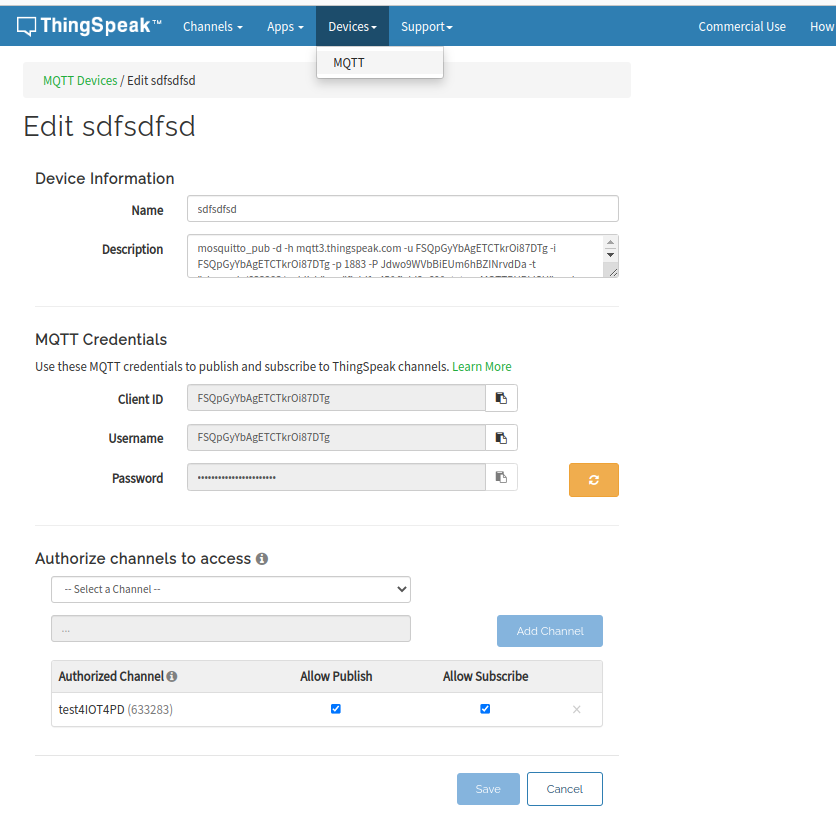 ThingSpeak™ Channels Apps Devices Support Commercial Use How
MQTT
MQTT Devices / Edit sdfsdfsd
Edit sdfsdfsd
Device Information
Name sdfsdfsd
Description mosquitto_pub -d -h mqtt3.thingspeak.com -u FSQpGyYbAgETCTkrOi87DTg -i
FSQpGyYbAgETCTkrOi87DTg -p 1883 -P Jdwo9WVbBiEUm6hBZINrvdDa -t
MQTT Credentials
Use these MQTT credentials to publish and subscribe to ThingSpeak channels. Learn More
Client ID FSQpGyYbAgETCTkrOi87DTg
Username FSQpGyYbAgETCTkrOi87DTg
Password
Authorize channels to access
-- Select a Channel --
...
Add Channel
Authorized Channel Allow Publish Allow Subscribe
test4IOT4PD (633283)
Save Cancel